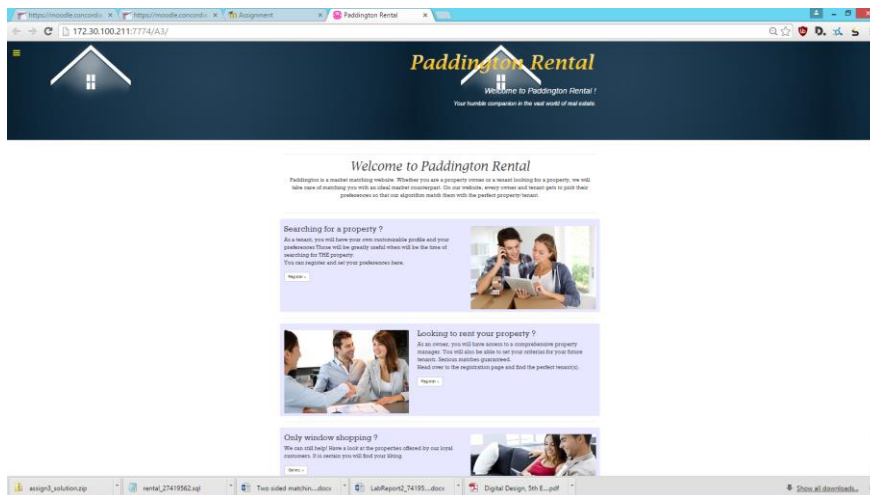 https://moodle.concordia
https://moodle.concordia
Assignment
Paddington Rental
172.30.100.211:7774/A3/
Paddington Rental
Welcome to Paddington Rental !
Your humble companion in the vast world of real estate.
Welcome to Paddington Rental
Paddington is a market matching website. Whether you are a property owner or a tenant looking for a property, we will
take care of matching you with an ideal market counterpart. On our website, every owner and tenant gets to pick their
preferences so that our algorithm match them with the perfect property/tenant.
Searching for a property ?
As a tenant, you will have your own customizable profile and your
preferences Those will be greatly useful when will be the time of
searching for THE property.
You can register and set your preferences here.
Register »
Looking to rent your property ?
As an owner, you will have access to a comprehensive property
manager. You will also be able to set your criterias for your future
tenants. Serious matches guaranteed.
Head over to the registration page and find the perfect tenant(s).
Register »
Only window shopping ?
We can still help! Have a look at the properties offered by our loyal
customers. It is certain you will find your liking.
assign3_solution.zip
rental_27419562.sql
Two sided matchin....docx
LabReport2_74195....docx
Digital Design, 5th E....pdf
Show all downloads...